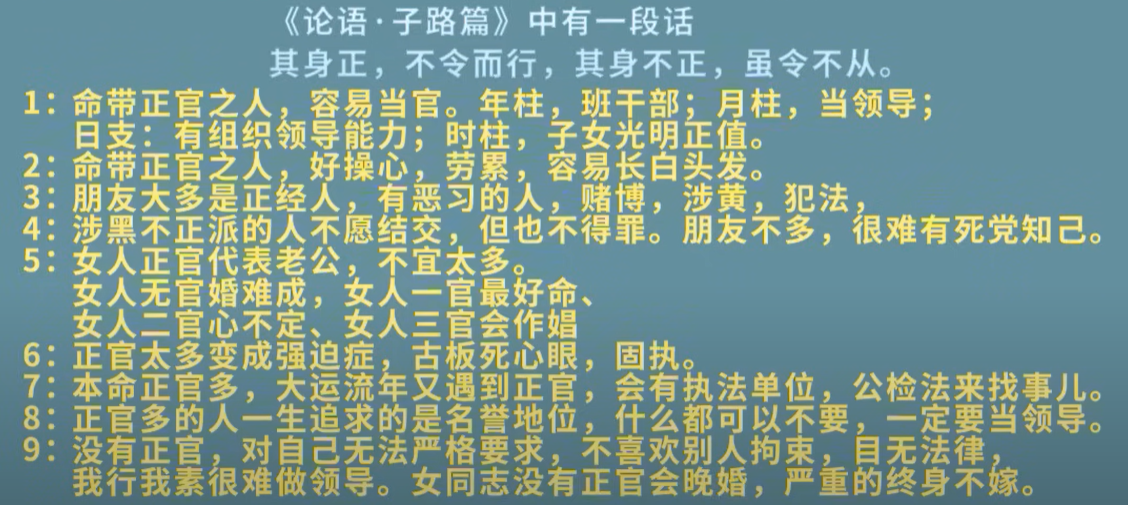 《论语·子路篇》中有一段话
其身正，不令而行，其身不正，虽令不从。
1：命带正官之人，容易当官。年柱，班干部；月柱，当领导；
日支：有组织领导能力；时柱，子女光明正值。
2：命带正官之人，好操心，劳累，容易长白头发。
3：朋友大多是正经人，有恶习的人，赌博，涉黄，犯法，
4：涉黑不正派的人不愿结交，但也不得罪。朋友不多，很难有死党知己。
5：女人正官代表老公，不宜太多。
女人无官婚难成，女人一官最好命、
女人二官心不定、女人三官会作娼
6：正官太多变成强迫症，古板死心眼，固执。
7：本命正官多，大运流年又遇到正官，会有执法单位，公检法来找事儿。
8：正官多的人一生追求的是名誉地位，什么都可以不要，一定要当领导。
9：没有正官，对自己无法严格要求，不喜欢别人拘束，目无法律，
我行我素很难做领导。女同志没有正官会晚婚，严重的终身不嫁。